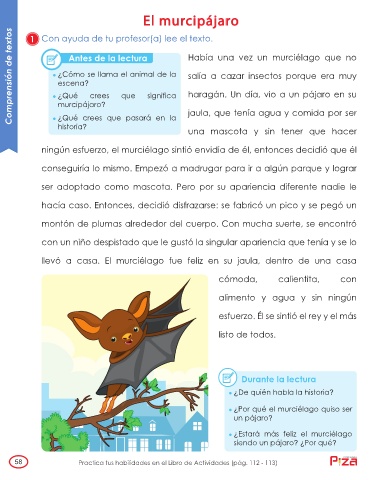 El murcipájaro
Comprensión de textos
1 Con ayuda de tu profesor(a) lee el texto.
Antes de la lectura
• ¿Cómo se llama el animal de la
escena?
• ¿Qué crees que significa
murcipájaro?
• ¿Qué crees que pasará en la
historia?
Había una vez un murciélago que no
salía a cazar insectos porque era muy
haragán. Un día, vio a un pájaro en su
jaula, que tenía agua y comida por ser
una mascota y sin tener que hacer
ningún esfuerzo, el murciélago sintió envidia de él, entonces decidió que él
conseguiría lo mismo. Empezó a madrugar para ir a algún parque y lograr
ser adoptado como mascota. Pero por su apariencia diferente nadie le
hacía caso. Entonces, decidió disfrazarse: se fabricó un pico y se pegó un
montón de plumas alrededor del cuerpo. Con mucha suerte, se encontró
con un niño despistado que le gustó la singular apariencia que tenía y se lo
llevó a casa. El murciélago fue feliz en su jaula, dentro de una casa
cómoda, calientita, con
alimento y agua y sin ningún
esfuerzo. Él se sintió el rey y el más
listo de todos.
Durante la lectura
• ¿De quién habla la historia?
• ¿Por qué el murciélago quiso ser
un pájaro?
• ¿Estará más feliz el murciélago
siendo un pájaro? ¿Por qué?
58
Practica tus habilidades en el Libro de Actividades (pág. 112 - 113)
Piza